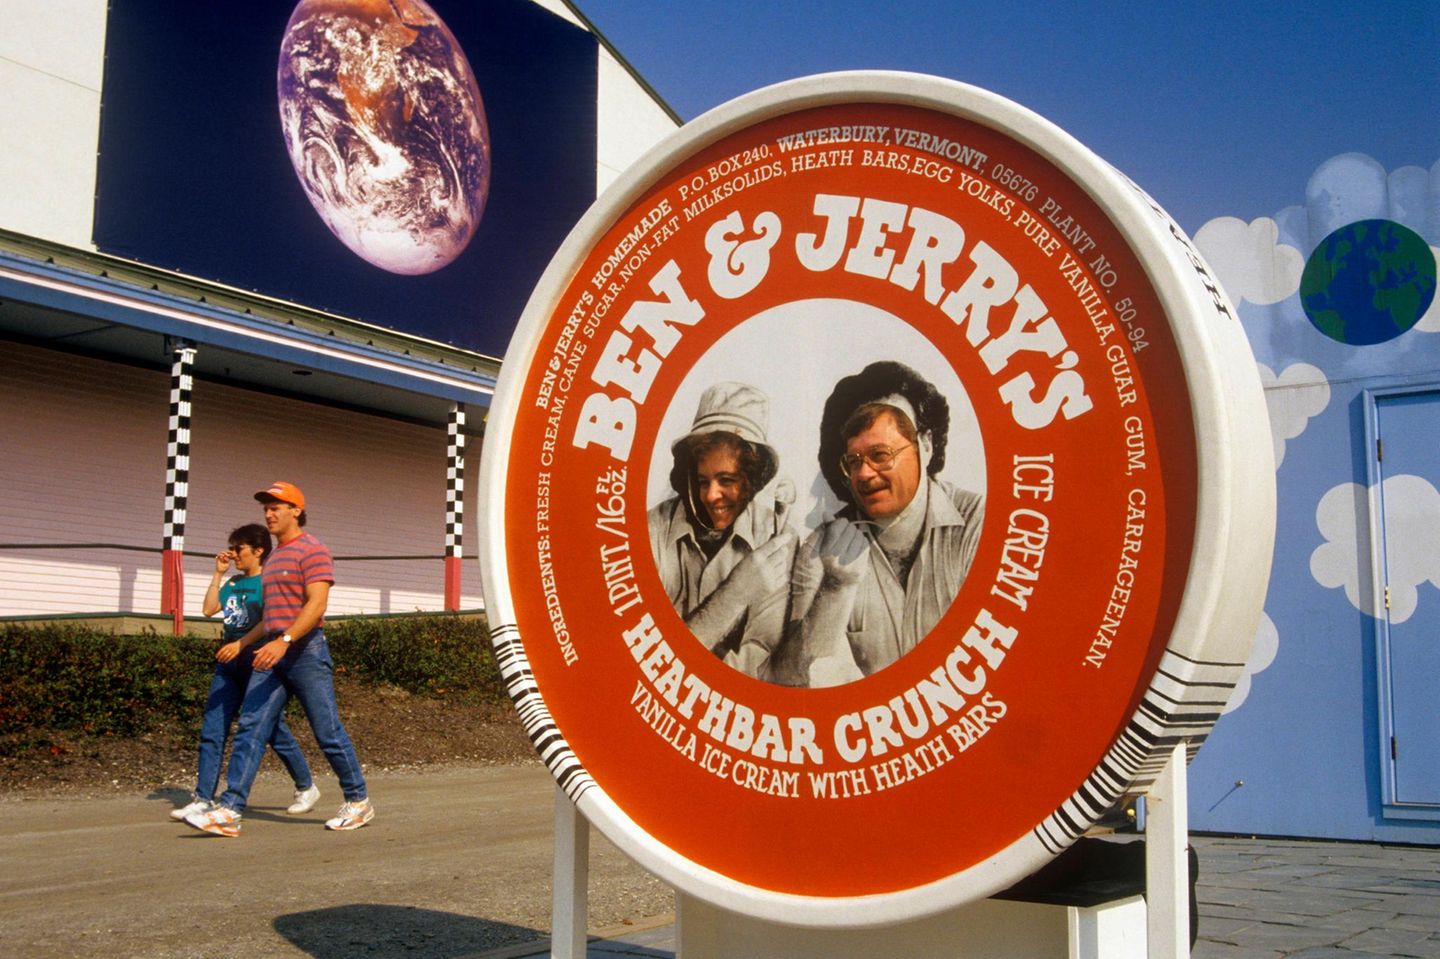 BEN & JERRY'S HOMEMADE P.O. BOX 240, WATERBURY, VERMONT, 05676 PLANT NO. 50-94
INGREDIENTS: FRESH CREAM, CANE SUGAR, NON-FAT MILKSOLIDS, HEATH BARS, EGG YOLKS, PURE VANILLA, GUAR GUM, CARRAGEENAN.
BEN & JERRY'S
1 PINT/16 FL. OZ.
ICE CREAM
HEATHBAR CRUNCH
VANILLA ICE CREAM WITH HEATH BARS